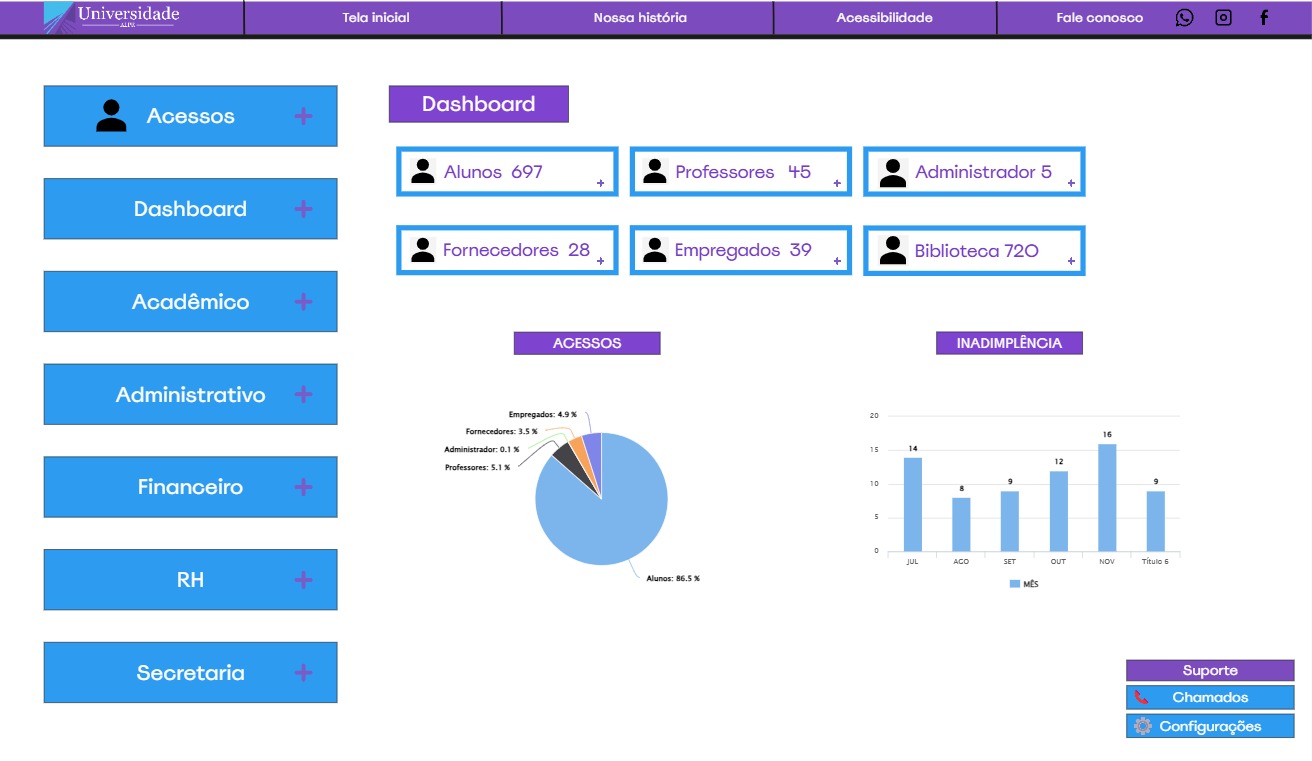 Universidade
ALPA
Tela inicial
Nossa história
Acessibilidade
Fale conosco
Acessos
Dashboard
Acadêmico
Administrativo
Financeiro
RH
Secretaria
Dashboard
Alunos 697
Professores 45
Administrador 5
Fornecedores 28
Empregados 39
Biblioteca 720
ACESSOS
Empregados: 4.9 %
Fornecedores: 3.5 %
Administrador: 0.1 %
Professores: 5.1 %
Alunos: 86.5 %
INADIMPLÊNCIA
20
15
10
5
0
14
8
9
12
16
9
JUL
AGO
SET
OUT
NOV
Título 6
MÊS
Suporte
Chamados
Configurações